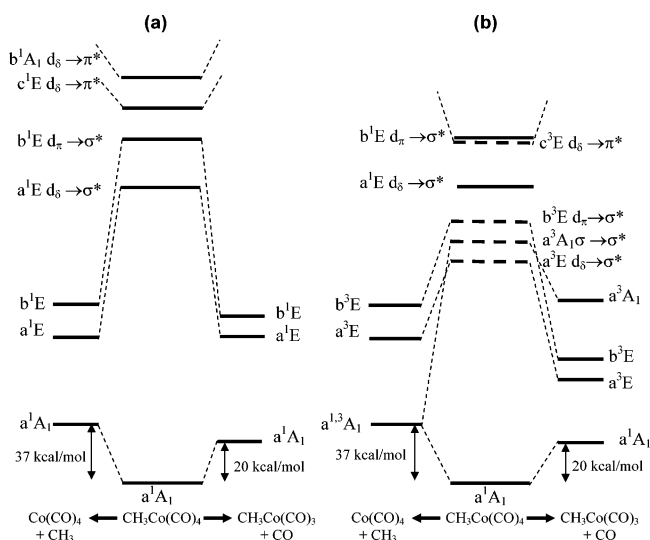 (a)
b¹A₁ d_δ→π*
c¹E d_δ→π*
b¹E d_π→σ*
a¹E d_δ→σ*
b¹E
a¹E
b¹E
a¹E
a¹A₁
a¹A₁
37 kcal/mol
20 kcal/mol
a¹A₁
Co(CO)₄
+ CH₃
CH₃Co(CO)₄
CH₃Co(CO)₃
+ CO
(b)
b¹E d_π→σ*
c³E d_δ→π*
a¹E d_δ→σ*
b³E d_π→σ*
a³A₁σ→σ*
a³E d_δ→σ*
b³E
a³E
a³A₁
b³E
a³E
a¹,³A₁
a¹A₁
37 kcal/mol
20 kcal/mol
a¹A₁
Co(CO)₄
+ CH₃
CH₃Co(CO)₄
CH₃Co(CO)₃
+ CO